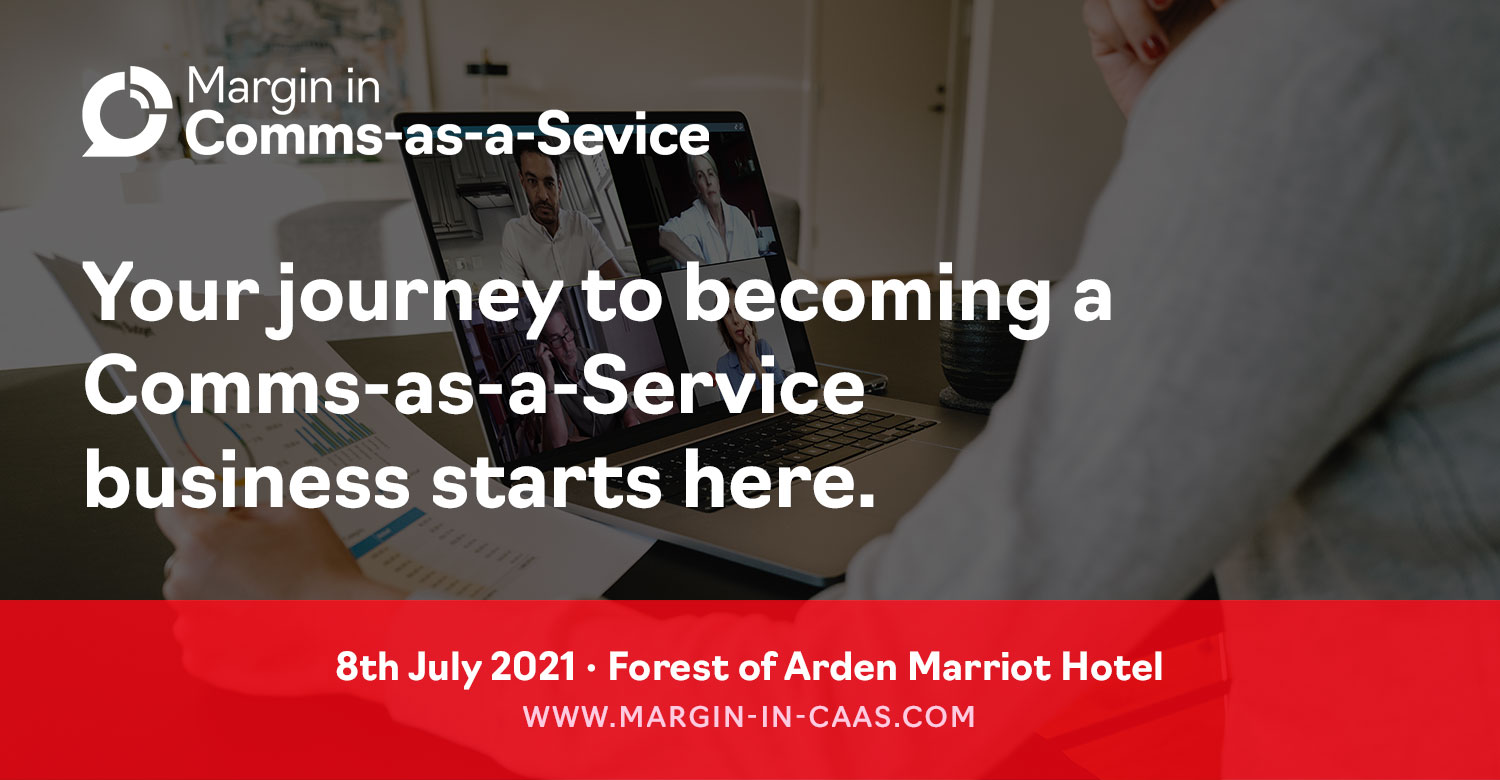 Margin in
Comms-as-a-Sevice
Your journey to becoming a
Comms-as-a-Service
business starts here.
8th July 2021 · Forest of Arden Marriot Hotel
WWW.MARGIN-IN-CAAS.COM